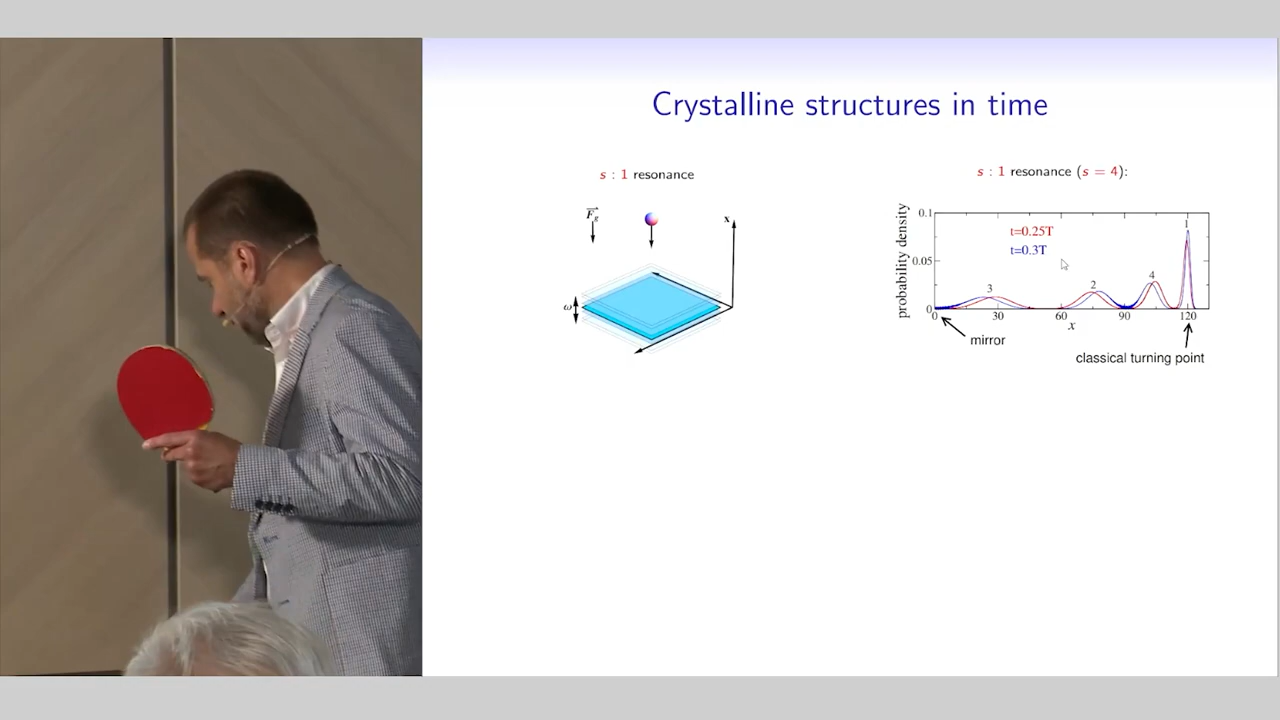 Crystalline structures in time
s : 1 resonance
F_g
x
ω
s : 1 resonance (s = 4):
probability density
0.1
0.05
0
t=0.25T
t=0.3T
3
2
4
1
0 30 60 90 120
x
mirror
classical turning point